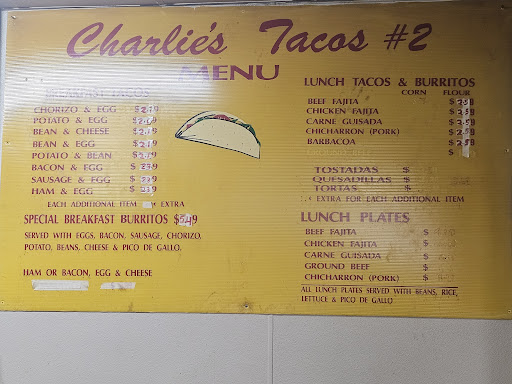 Charlie's Tacos #2
MENU
BREAKFAST TACOS
CHORIZO & EGG $
POTATO & EGG $
BEAN & CHEESE $
BEAN & EGG $
POTATO & BEAN $
BACON & EGG $
SAUSAGE & EGG $
HAM & EGG $
EACH ADDITIONAL ITEM EXTRA
SPECIAL BREAKFAST BURRITOS $
SERVED WITH EGGS, BACON, SAUSAGE, CHORIZO,
POTATO, BEANS, CHEESE & PICO DE GALLO.
HAM OR BACON, EGG & CHEESE
LUNCH TACOS & BURRITOS
CORN FLOUR
BEEF FAJITA $
CHICKEN FAJITA $
CARNE GUISADA $
CHICHARRON (PORK) $
BARBACOA $
$
TOSTADAS $
QUESADILLAS $
TORTAS $
EXTRA FOR EACH ADDITIONAL ITEM
LUNCH PLATES
BEEF FAJITA $
CHICKEN FAJITA $
CARNE GUISADA $
GROUND BEEF $
CHICHARRON (PORK) $
ALL LUNCH PLATES SERVED WITH BEANS, RICE,
LETTUCE & PICO DE GALLO